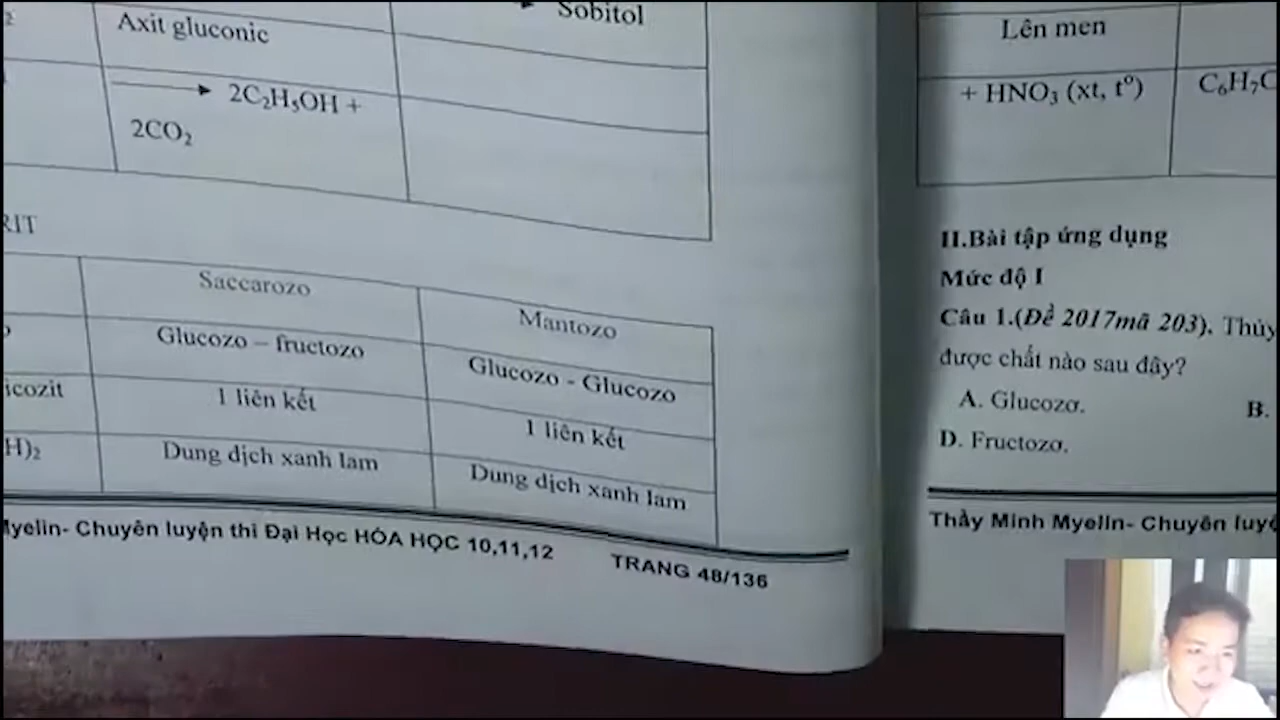 Sobitol
Axit gluconic
2C₂H₅OH +
2CO₂
RIT
Saccarozo
Mantozo
Glucozo – fructozo
Glucozo - Glucozo
icozit
1 liên kết
1 liên kết
H)₂
Dung dịch xanh lam
Dung dịch xanh lam
Myelin- Chuyên luyện thi Đại Học HÓA HỌC 10,11,12
TRANG 48/136
Lên men
+ HNO₃ (xt, tº)
C₆H₇O
II.Bài tập ứng dụng
Mức độ I
Câu 1.(Đề 2017mã 203). Thủy
được chất nào sau đây?
A. Glucozơ.
B.
D. Fructozơ.
Thầy Minh Myelin- Chuyên luyệ